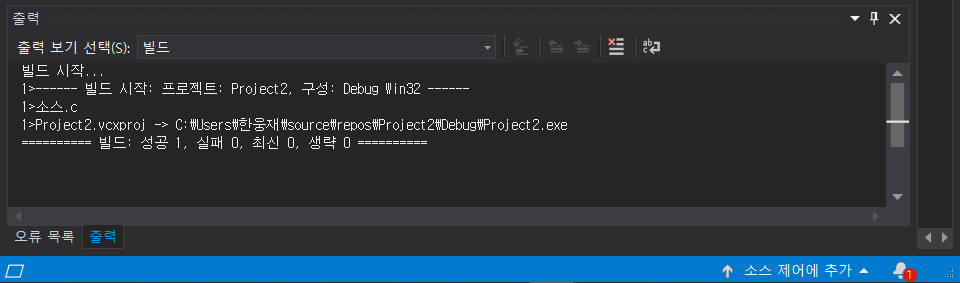 출력
출력 보기 선택(S): 빌드
빌드 시작...
1>------ 빌드 시작: 프로젝트: Project2, 구성: Debug Win32 ------
1>소스.c
1>Project2.vcxproj -> C:₩Users₩한웅재₩source₩repos₩Project2₩Debug₩Project2.exe
========== 빌드: 성공 1, 실패 0, 최신 0, 생략 0 ==========
오류 목록 출력
소스 제어에 추가 1